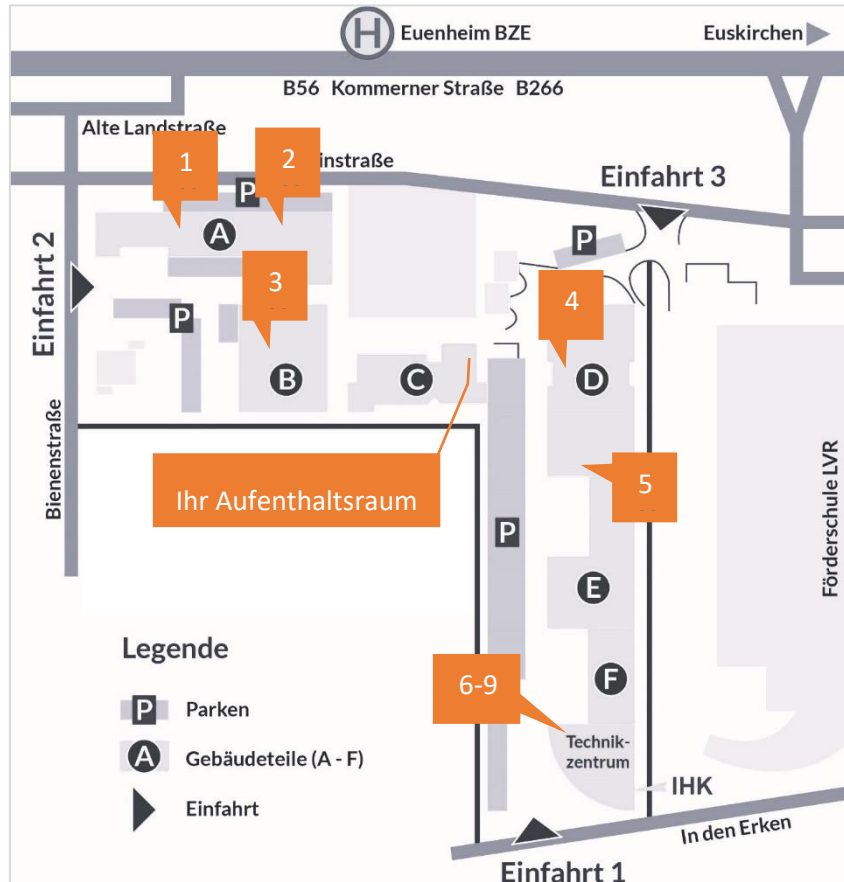 H Euenheim BZE
Euskirchen
B56 Kommerner Straße B266
Alte Landstraße
1
2
instraße
P
Einfahrt 3
A
P
Einfahrt 2
3
4
P
B
C
D
Bienenstraße
Ihr Aufenthaltsraum
5
P
Förderschule LVR
E
Legende
6-9
F
P Parken
Technik-
zentrum
A Gebäudeteile (A - F)
IHK
Einfahrt
In den Erken
Einfahrt 1